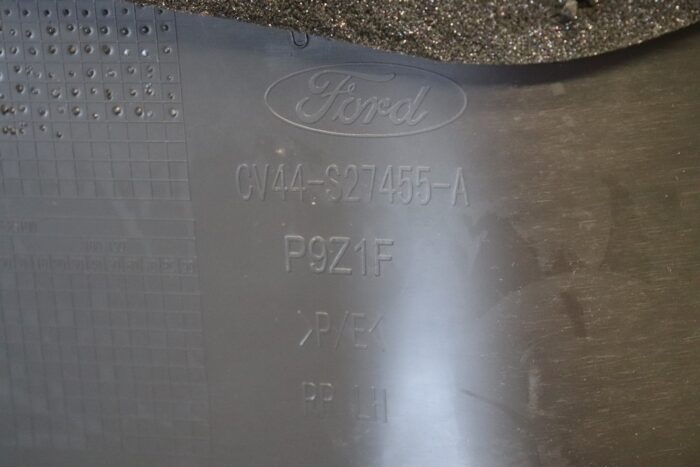 Ford
CV44-S27455-A
P9Z1F
>P/E<
RR LH